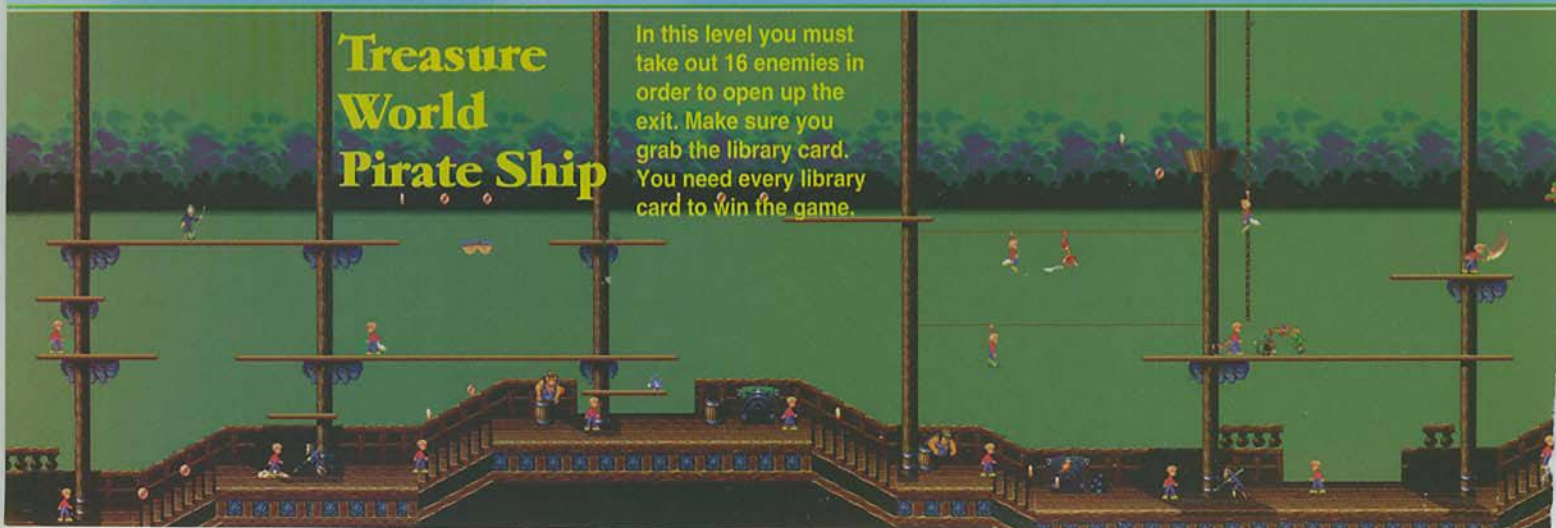 Treasure
World
Pirate Ship
In this level you must
take out 16 enemies in
order to open up the
exit. Make sure you
grab the library card.
You need every library
card to win the game.